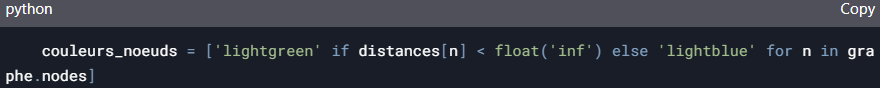 python Copy
couleurs_noeuds = ['lightgreen' if distances[n] < float('inf') else 'lightblue' for n in gra
phe.nodes]